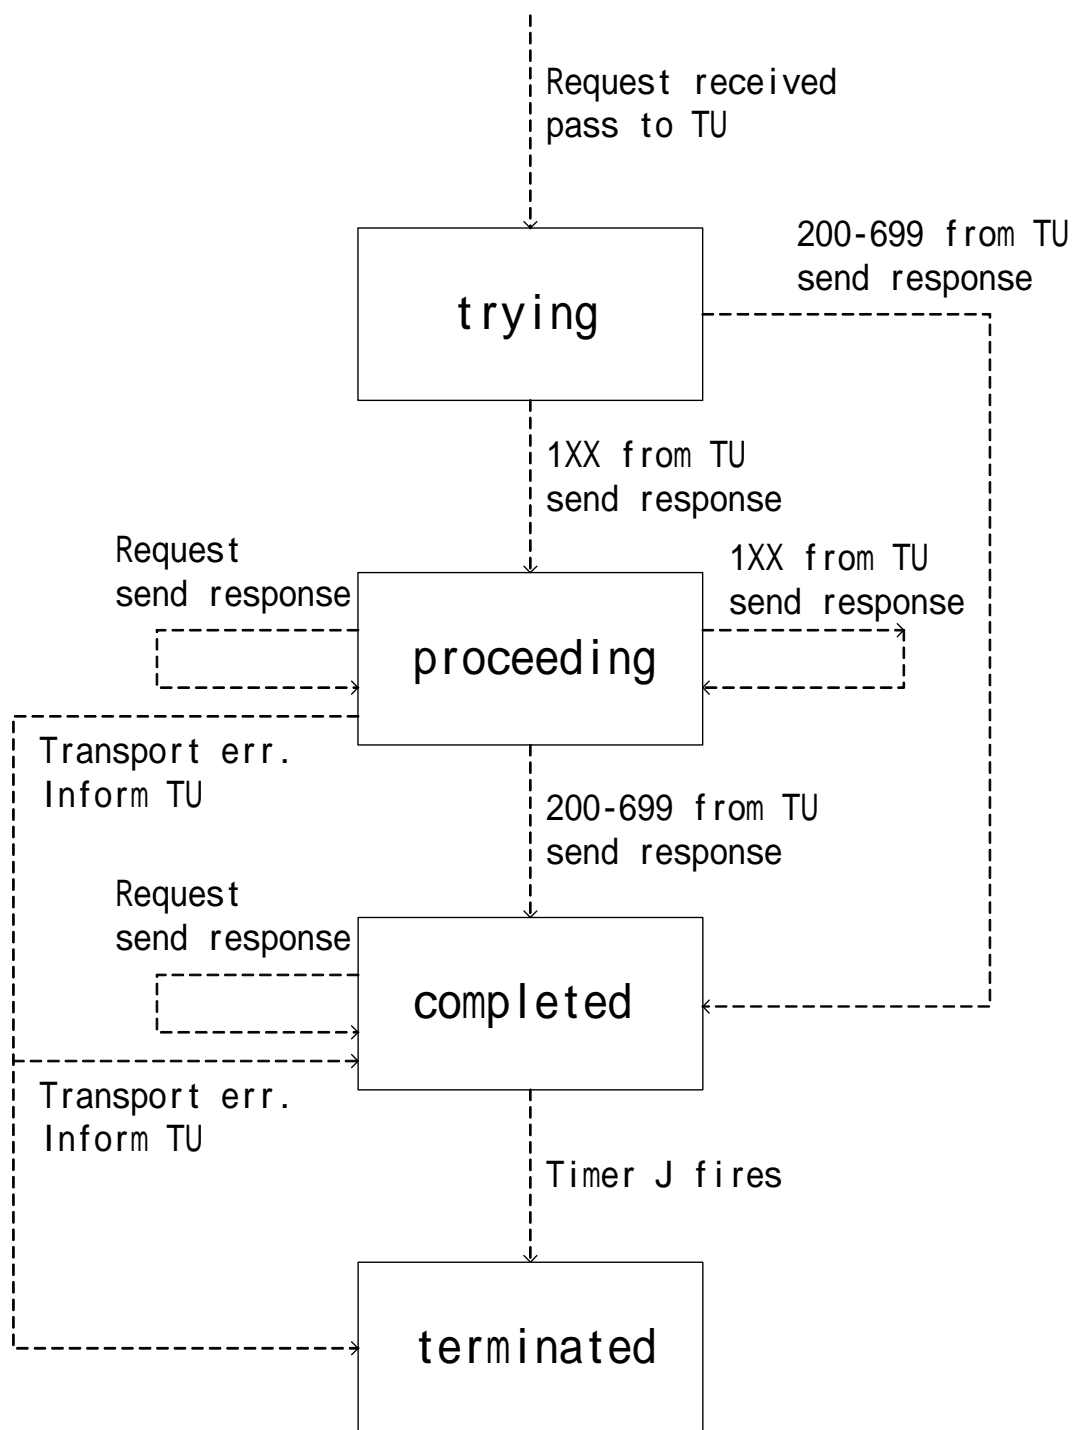 Request received
pass to TU
200-699 from TU
send response
trying
1XX from TU
send response
Request
send response
1XX from TU
send response
proceeding
Transport err.
Inform TU
200-699 from TU
send response
Request
send response
completed
Transport err.
Inform TU
Timer J fires
terminated